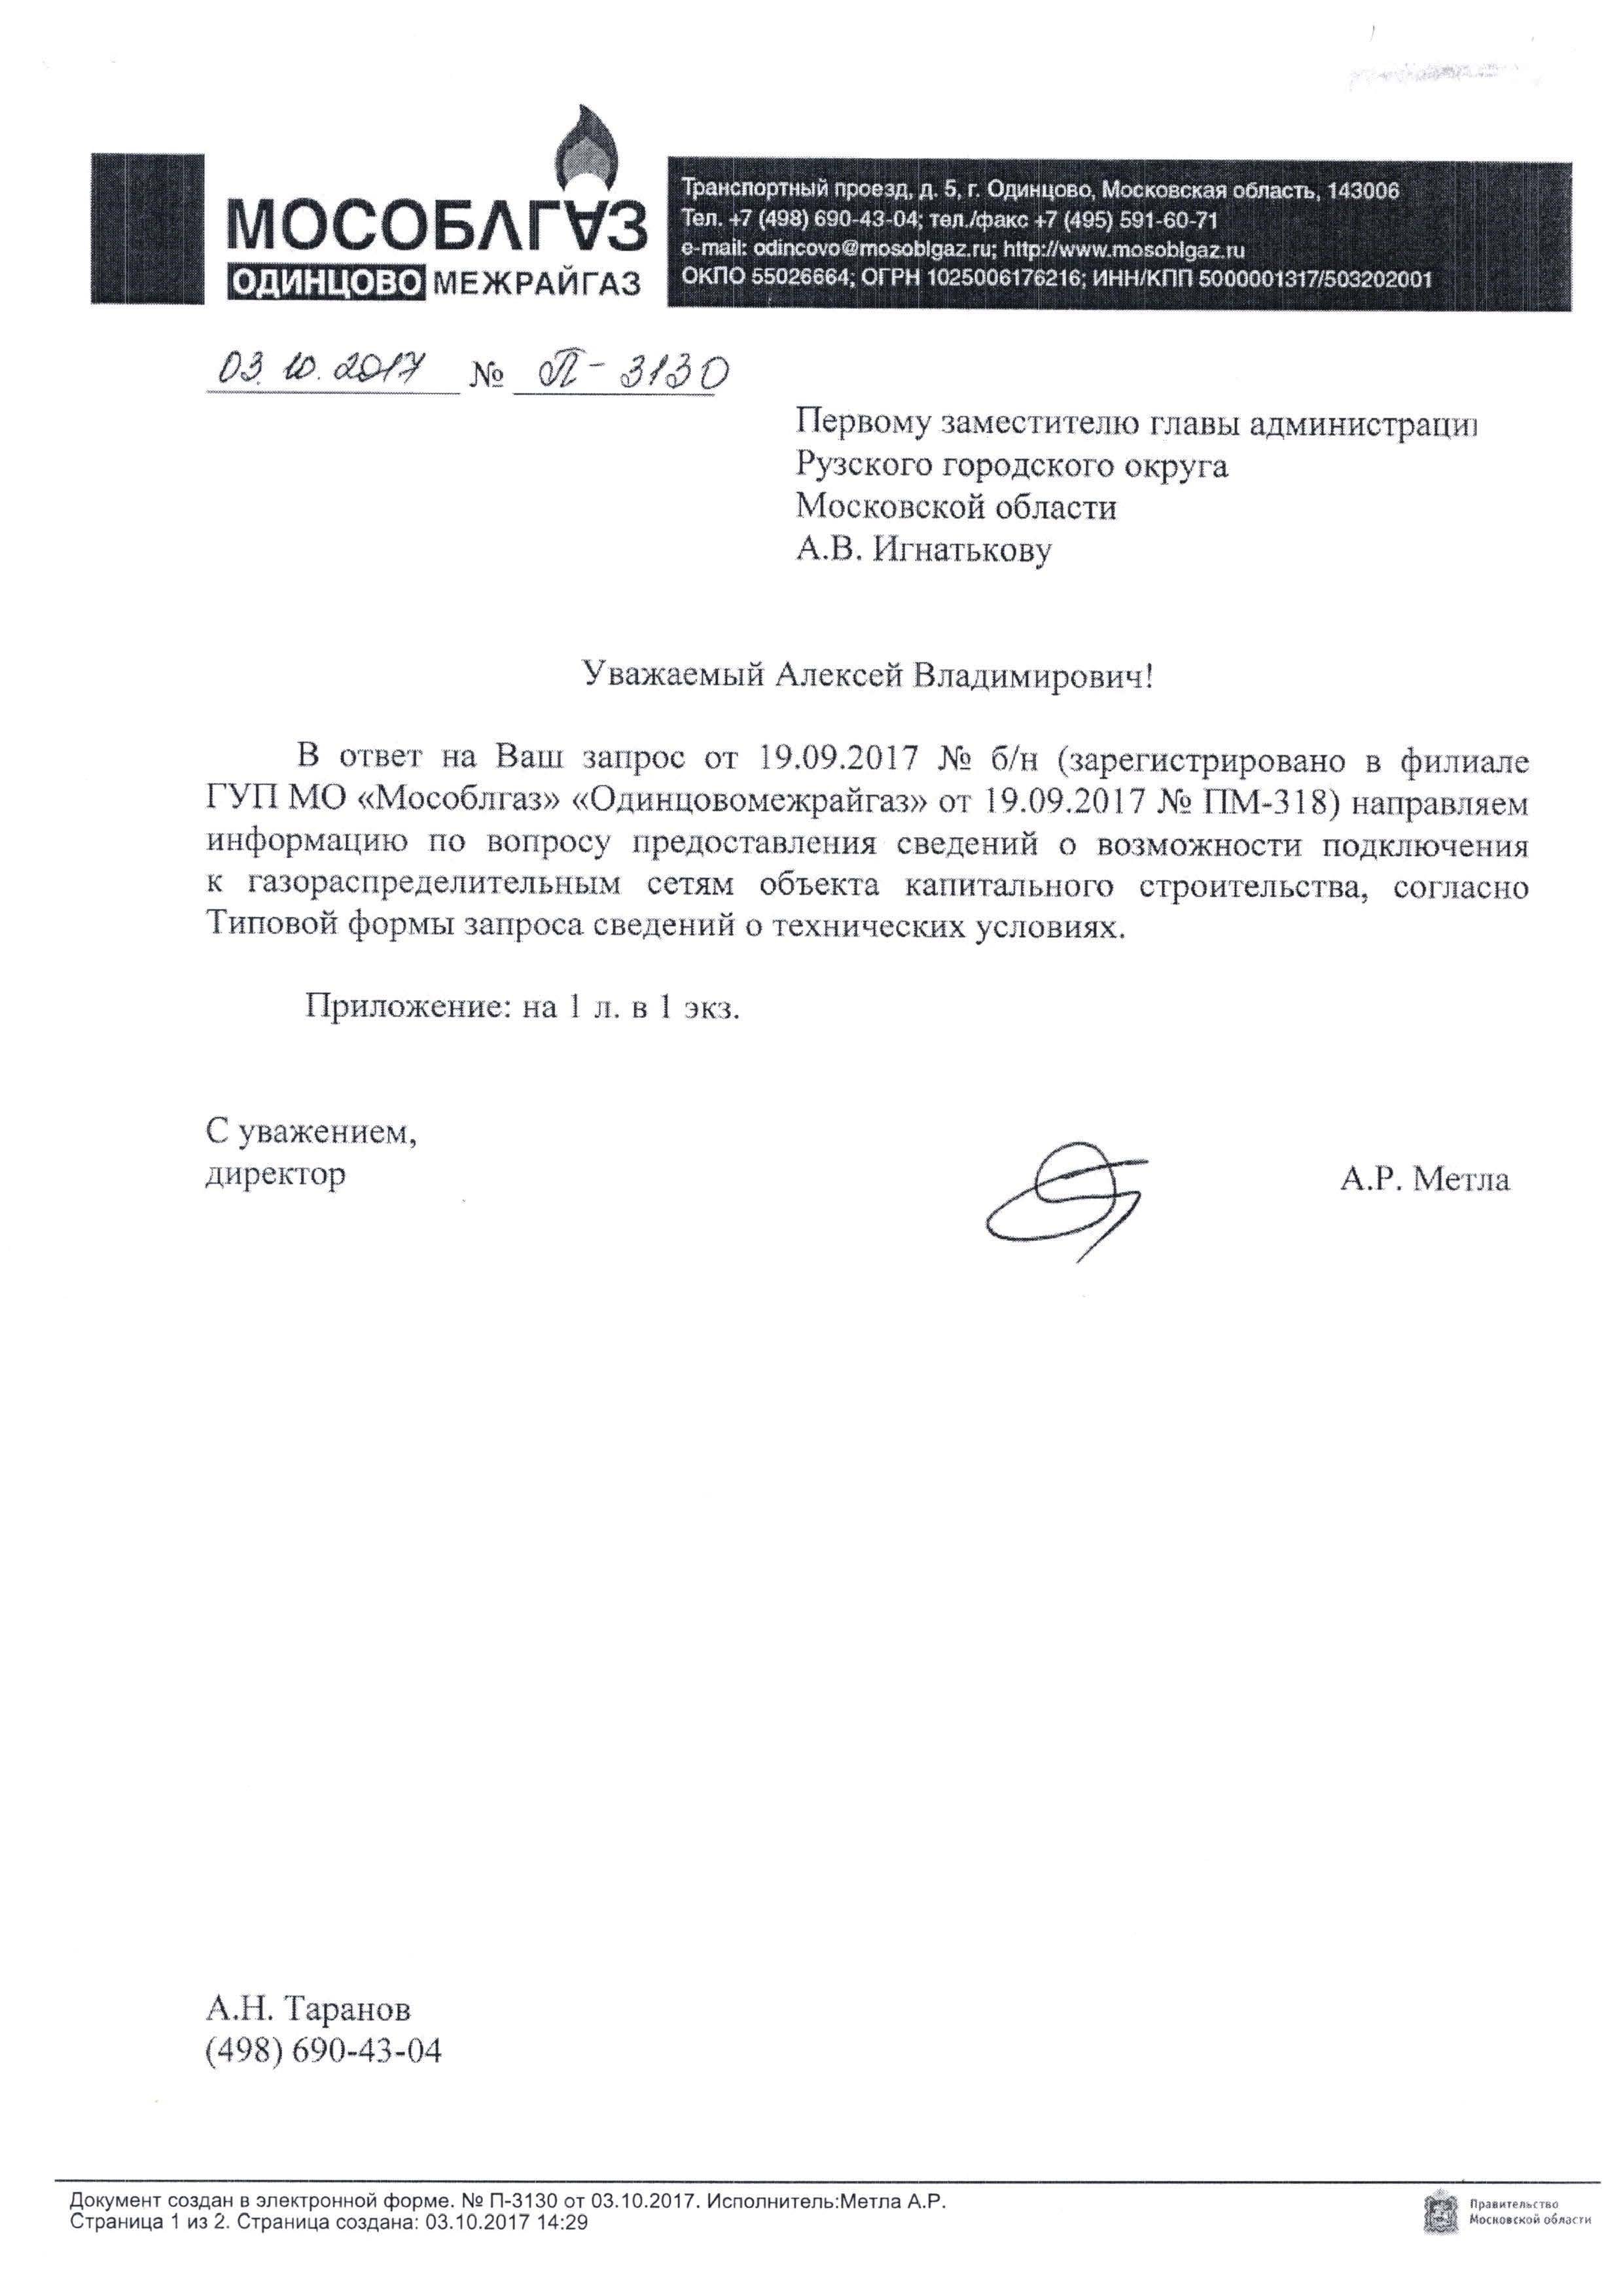 МОСОБЛГАЗ
ОДИНЦОВО МЕЖРАЙГАЗ
Транспортный проезд, д. 5, г. Одинцово, Московская область, 143006
Тел. +7 (498) 690-43-04; тел./факс +7 (495) 591-60-71
e-mail: odincovo@mosoblgaz.ru; http://www.mosoblgaz.ru
ОКПО 55026664; ОГРН 1025006176216; ИНН/КПП 5000001317/503202001
03.10.2017 № П-3130
Первому заместителю главы администраци
Рузского городского округа
Московской области
А.В. Игнатькову
Уважаемый Алексей Владимирович!
В ответ на Ваш запрос от 19.09.2017 № б/н (зарегистрировано в филиале
ГУП МО «Мособлгаз» «Одинцовомежрайгаз» от 19.09.2017 № ПМ-318) направляем
информацию по вопросу предоставления сведений о возможности подключения
к газораспределительным сетям объекта капитального строительства, согласно
Типовой формы запроса сведений о технических условиях.
Приложение: на 1 л. в 1 экз.
С уважением,
директор
А.Р. Метла
А.Н. Таранов
(498) 690-43-04
Документ создан в электронной форме. № П-3130 от 03.10.2017. Исполнитель:Метла А.Р.
Страница 1 из 2. Страница создана: 03.10.2017 14:29
Правительство
Московской области